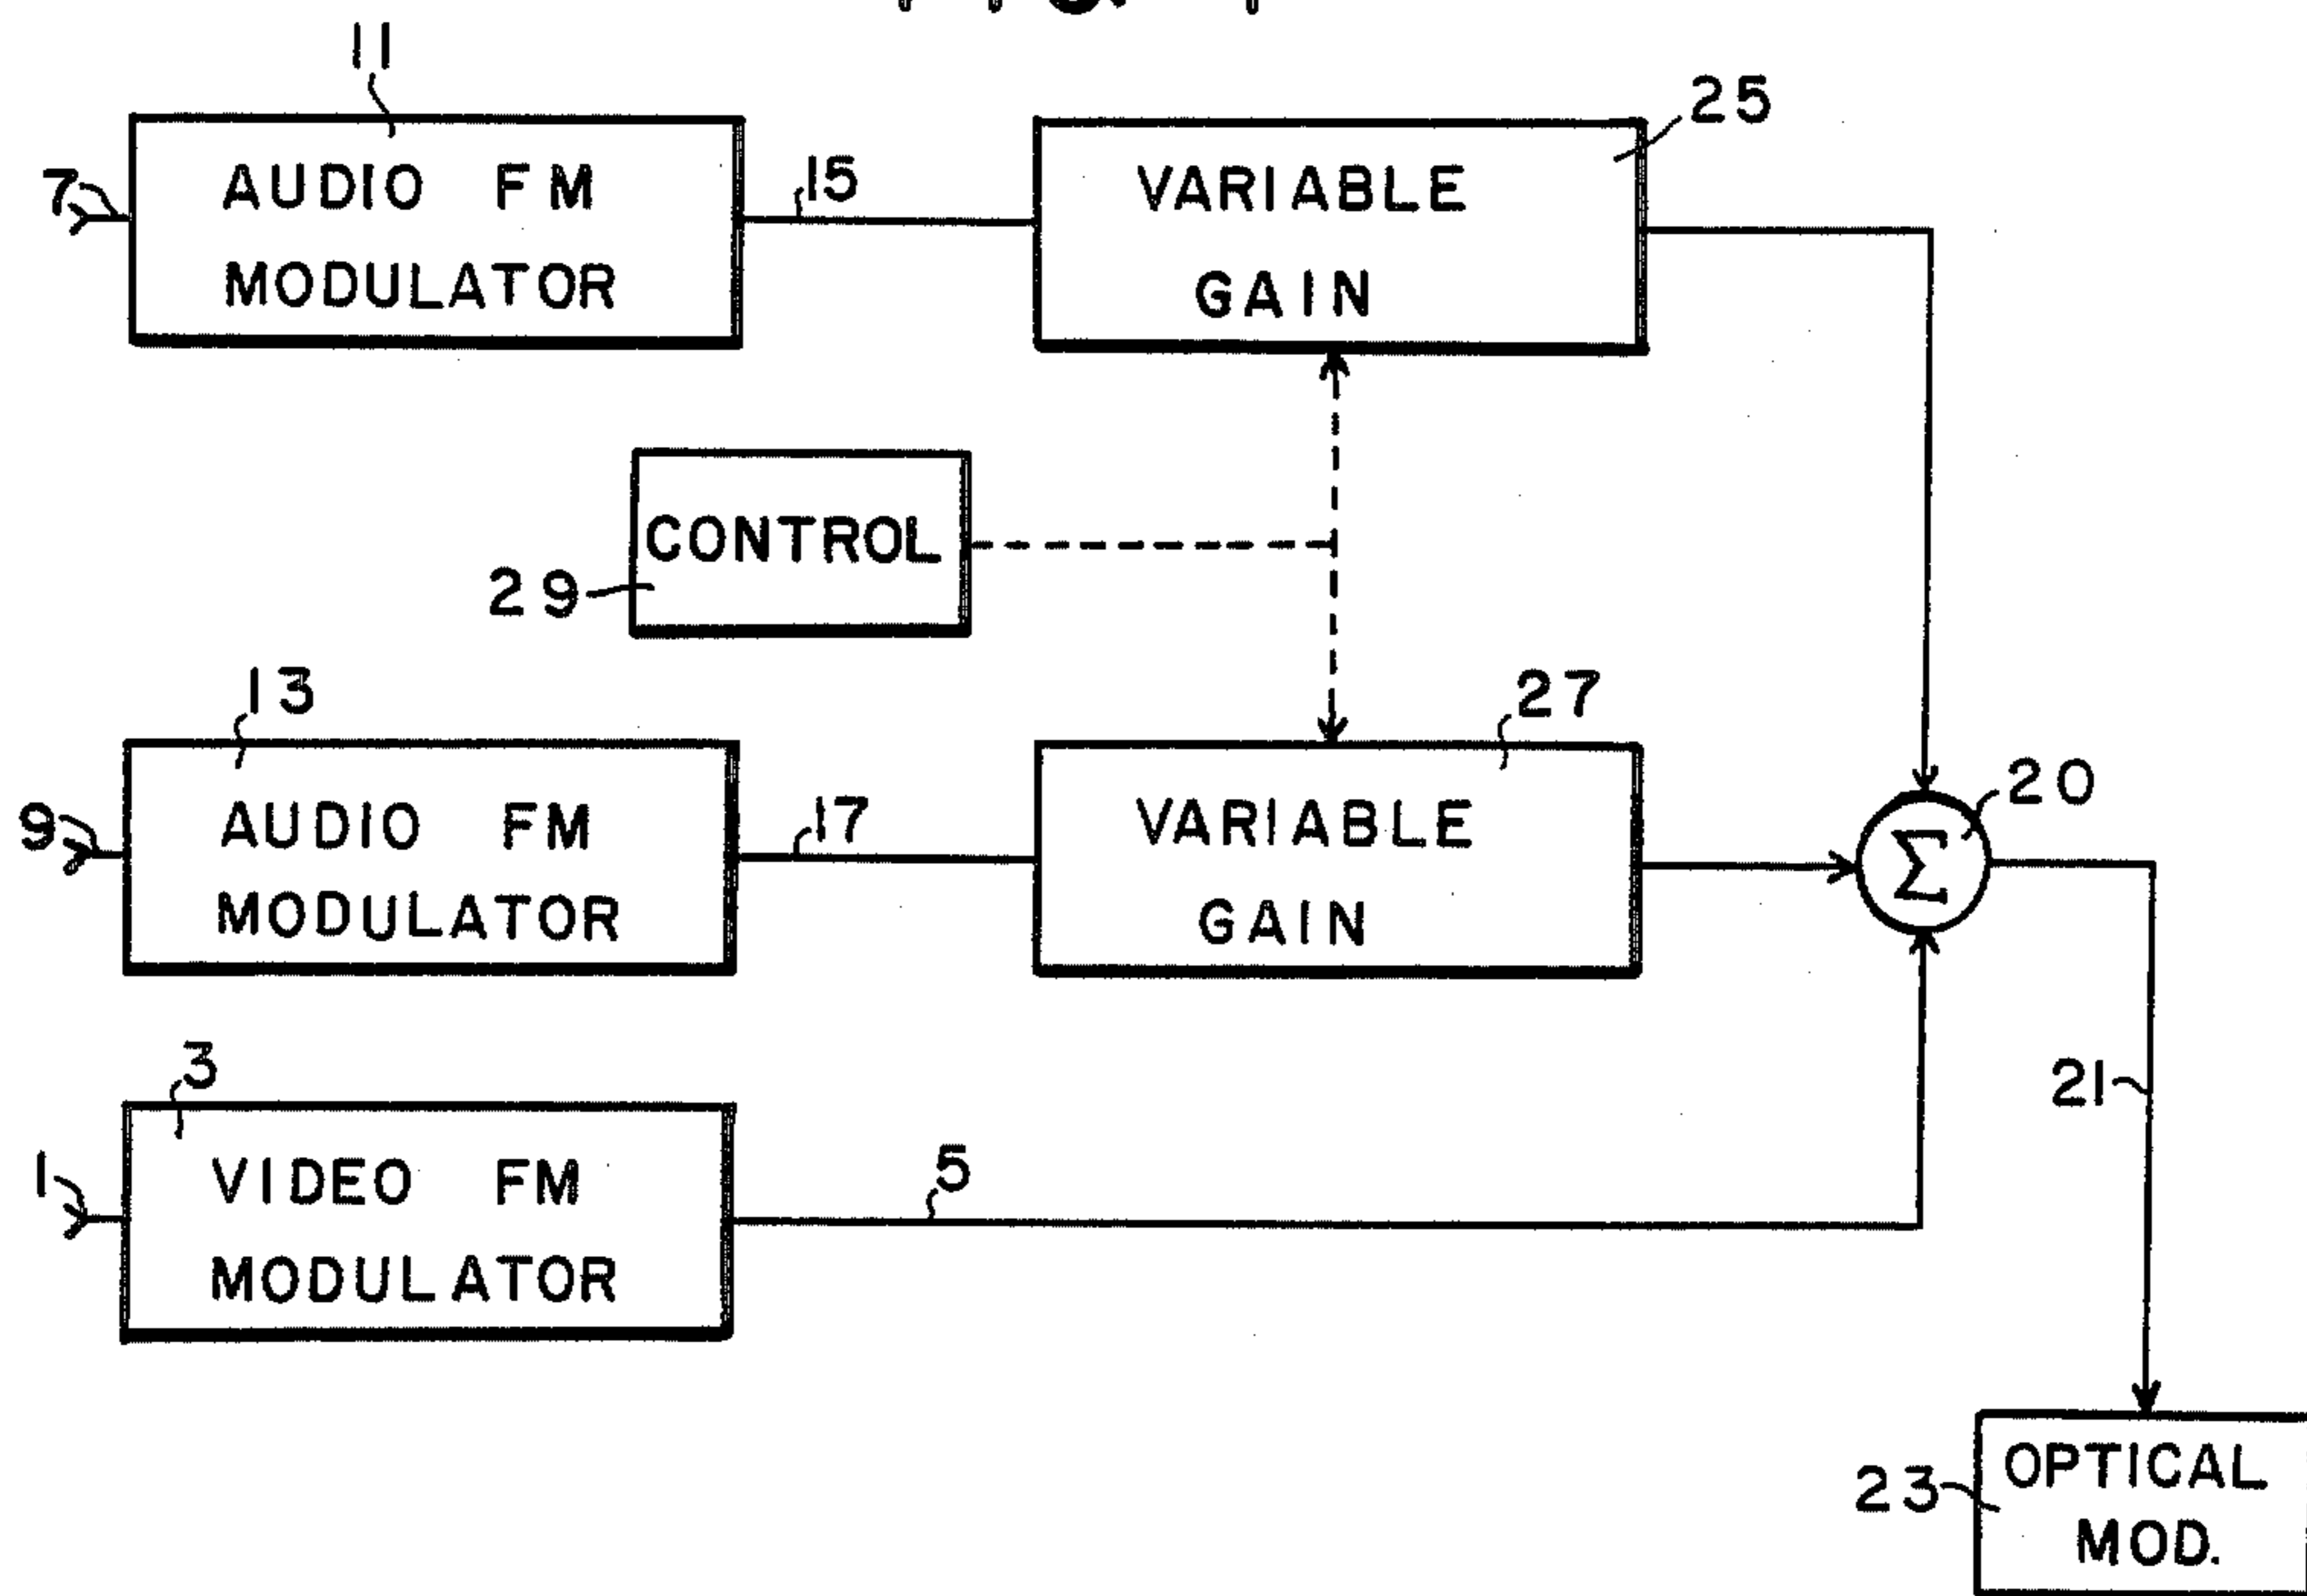 11
25
7
AUDIO FM
MODULATOR
15
VARIABLE
GAIN
CONTROL
29
13
27
20
9
AUDIO FM
MODULATOR
17
VARIABLE
GAIN
Σ
3
21
1
VIDEO FM
MODULATOR
5
23
OPTICAL
MOD.